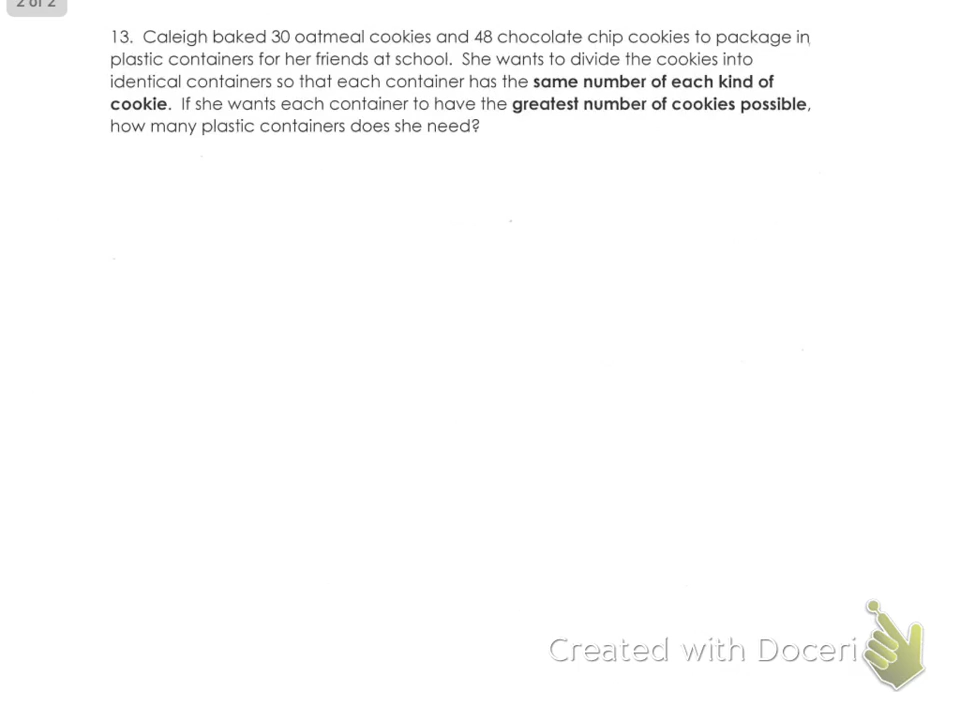 2 of 2
13. Caleigh baked 30 oatmeal cookies and 48 chocolate chip cookies to package in
plastic containers for her friends at school. She wants to divide the cookies into
identical containers so that each container has the same number of each kind of
cookie. If she wants each container to have the greatest number of cookies possible,
how many plastic containers does she need?
Created with Doceri